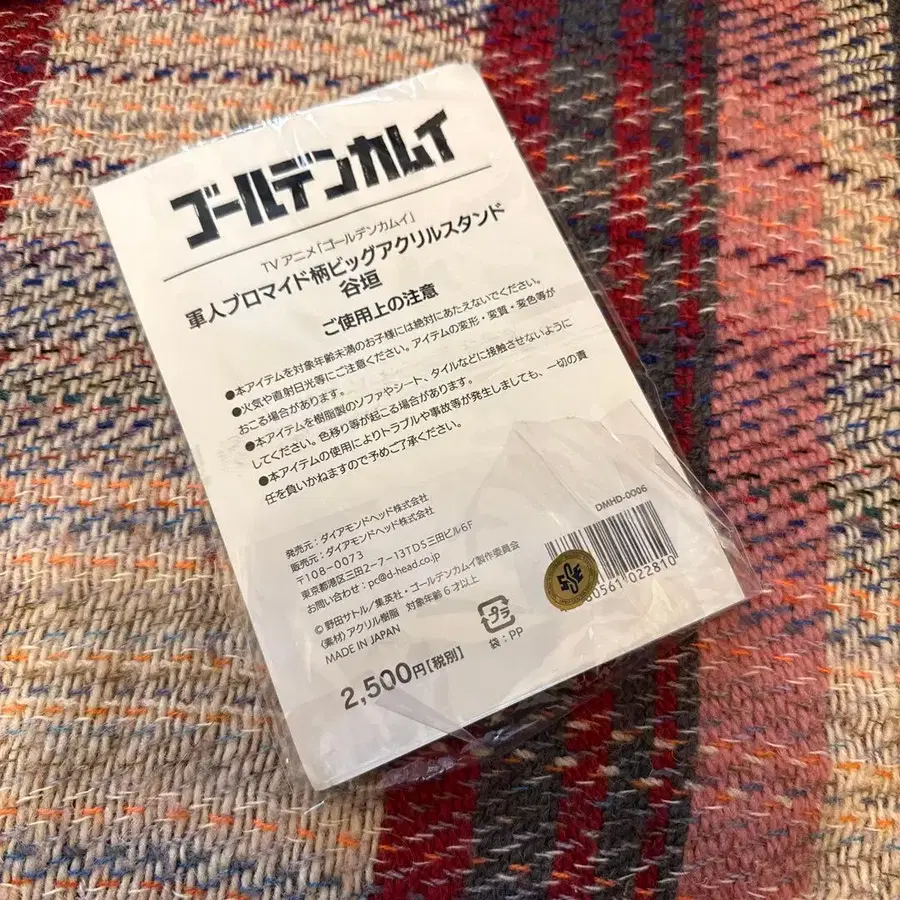 ゴールデンカムイ
TVアニメ「ゴールデンカムイ」
軍人ブロマイド柄ビッグアクリルスタンド
谷垣
ご使用上の注意
●本アイテムを対象年齢未満のお子様には絶対にあたえないでください。
●火気や直射日光等にご注意ください。アイテムの変形・変質・変色等が
おこる場合があります。
●本アイテムを樹脂製のソファやシート、タイルなどに接触させないように
してください。色移り等が起こる場合があります。
●本アイテムの使用によりトラブルや事故等が発生しましても、一切の責
任を負いかねますので予めご了承ください。
発売元：ダイアモンドヘッド株式会社
販売元：ダイアモンドヘッド株式会社
〒108-0073
東京都港区三田2-7-13TDS三田ビル6F
お問い合わせ：pc@d-head.co.jp
©野田サトル/集英社・ゴールデンカムイ製作委員会
〈素材〉アクリル樹脂 対象年齢6才以上
MADE IN JAPAN
2,500円[税別]
プラ
袋：PP
DMHD-0006
60561 022810